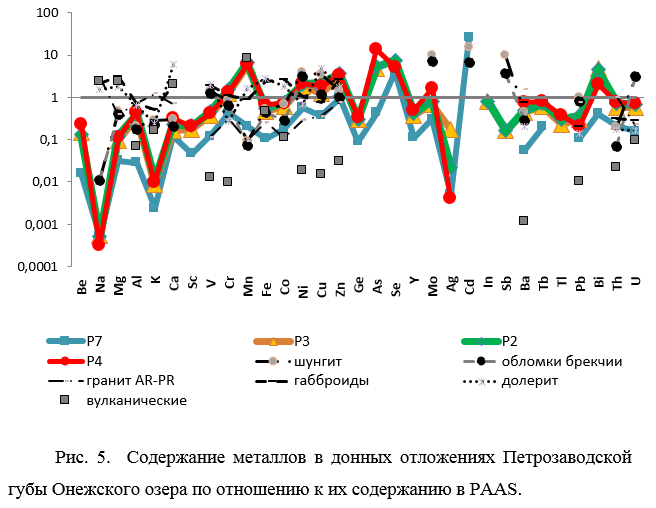 100
10
1
0,1
0,01
0,001
0,0001
Be Na Mg Al K Ca Sc V Cr Mn Fe Co Ni Cu Zn Ge As Se Y Mo Ag Cd In Sb Ba Tb Tl Pb Bi Th U
P7 P3 P2
P4 шунгит обломки брекчии
гранит AR-PR габброиды долерит
вулканические
Рис. 5. Содержание металлов в донных отложениях Петрозаводской
губы Онежского озера по отношению к их содержанию в PAAS.